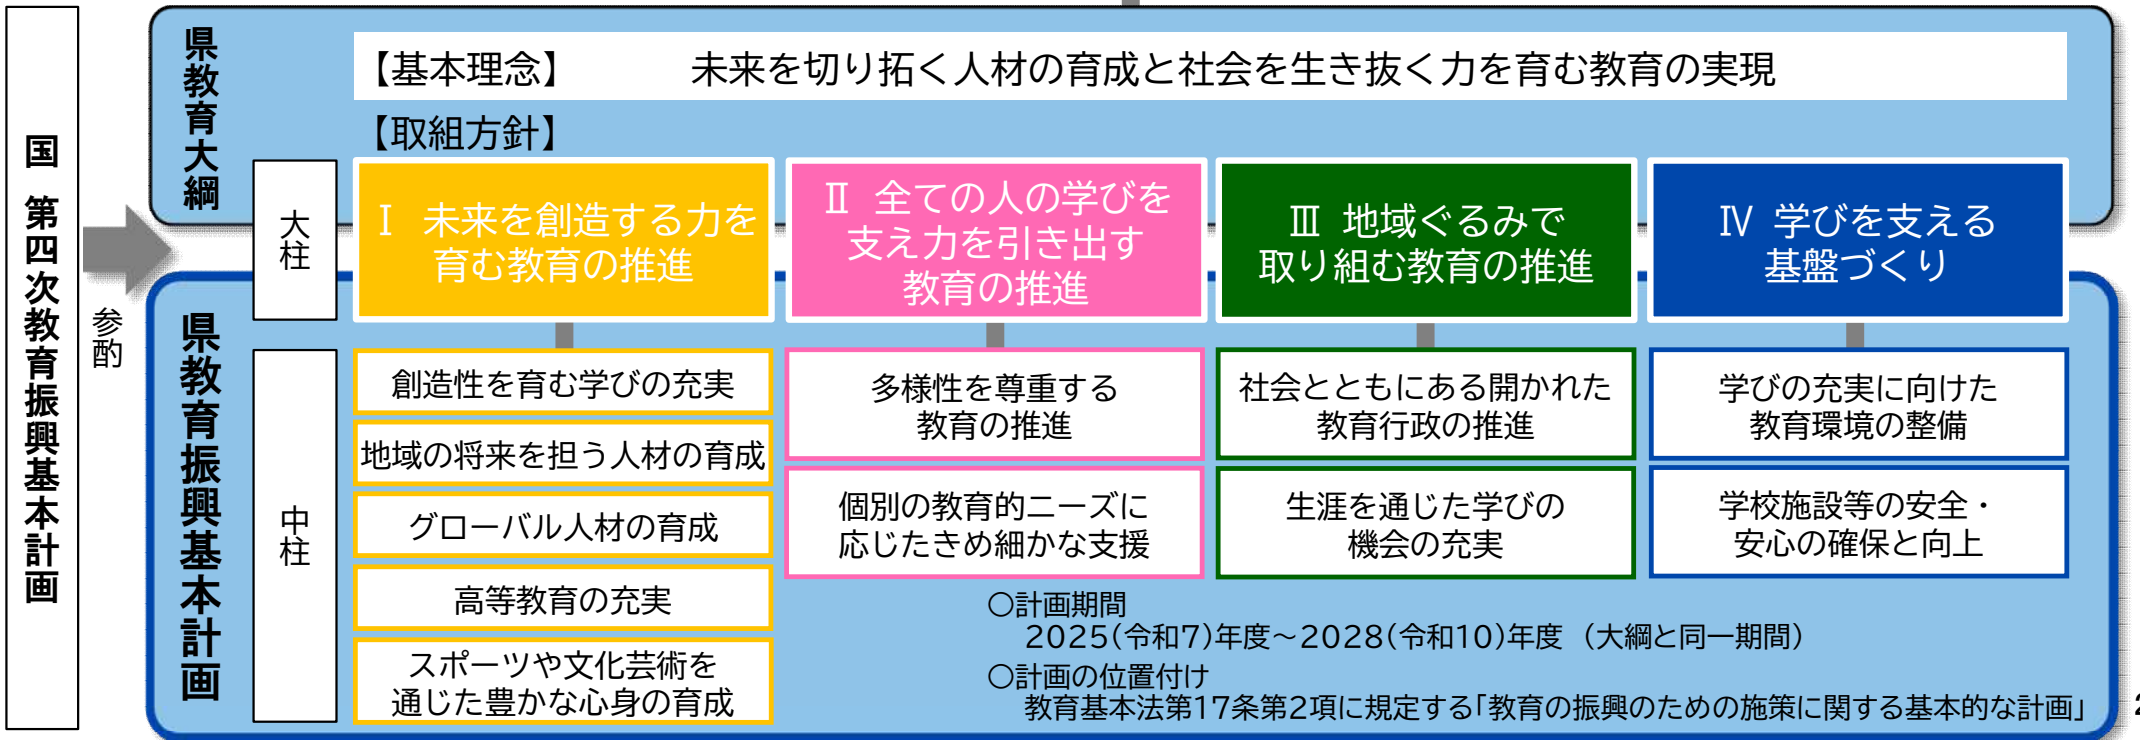 国 第四次教育振興基本計画
参酌
県教育大綱
【基本理念】 未来を切り拓く人材の育成と社会を生き抜く力を育む教育の実現
【取組方針】
大柱
Ⅰ 未来を創造する力を
育む教育の推進
Ⅱ 全ての人の学びを
支え力を引き出す
教育の推進
Ⅲ 地域ぐるみで
取り組む教育の推進
Ⅳ 学びを支える
基盤づくり
県教育振興基本計画
中柱
創造性を育む学びの充実
地域の将来を担う人材の育成
グローバル人材の育成
高等教育の充実
スポーツや文化芸術を
通じた豊かな心身の育成
多様性を尊重する
教育の推進
個別の教育的ニーズに
応じたきめ細かな支援
社会とともにある開かれた
教育行政の推進
生涯を通じた学びの
機会の充実
学びの充実に向けた
教育環境の整備
学校施設等の安全・
安心の確保と向上
○計画期間
2025(令和7)年度～2028(令和10)年度（大綱と同一期間）
○計画の位置付け
教育基本法第17条第2項に規定する「教育の振興のための施策に関する基本的な計画」